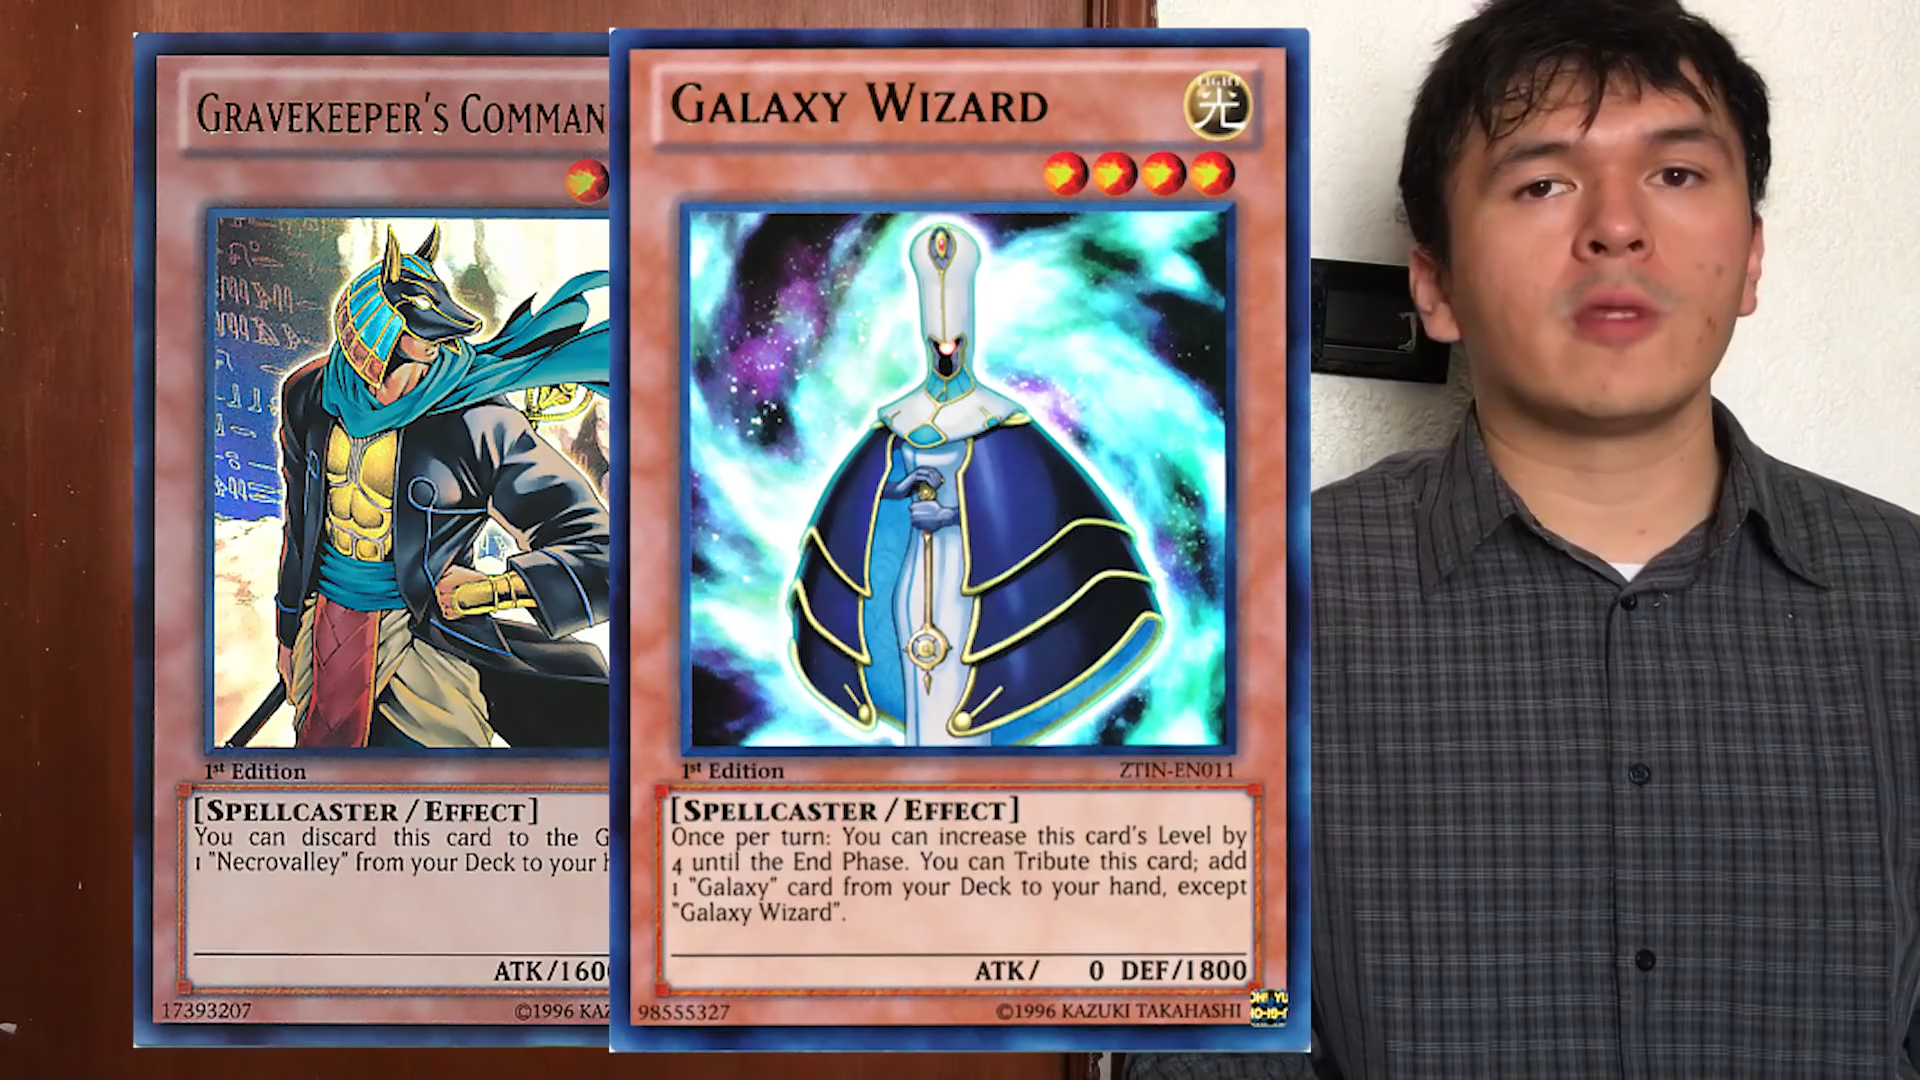 GRAVEKEEPER'S COMMAN
1st Edition
[SPELLCASTER / EFFECT]
You can discard this card to the G
1 "Necrovalley" from your Deck to your h
ATK/160
17393207
©1996 KAZ
GALAXY WIZARD
LIGHT
光
1st Edition
ZTIN-EN011
[SPELLCASTER / EFFECT]
Once per turn: You can increase this card's Level by
4 until the End Phase. You can Tribute this card; add
1 "Galaxy" card from your Deck to your hand, except
"Galaxy Wizard".
ATK/ 0 DEF/1800
98555327
©1996 KAZUKI TAKAHASHI